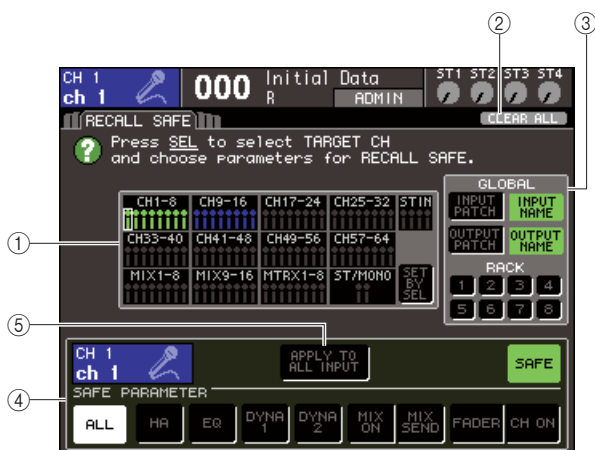 ② ③
CH 1
ch 1
000
Initial Data
R
ADMIN
ST1 ST2 ST3 ST4
RECALL SAFE
CLEAR ALL
?
Press SEL to select TARGET CH
and choose parameters for RECALL SAFE.
①
CH1-8 CH9-16 CH17-24 CH25-32 STIN
CH33-40 CH41-48 CH49-56 CH57-64
MIX1-8 MIX9-16 MTRX1-8 ST/MONO
SET
BY
SEL
GLOBAL
INPUT
PATCH
INPUT
NAME
OUTPUT
PATCH
OUTPUT
NAME
RACK
1 2 3 4
5 6 7 8
⑤
④
CH 1
ch 1
APPLY TO
ALL INPUT
SAFE
SAFE PARAMETER
ALL
HA
EQ
DYNA
1
DYNA
2
MIX
ON
MIX
SEND
FADER
CH ON